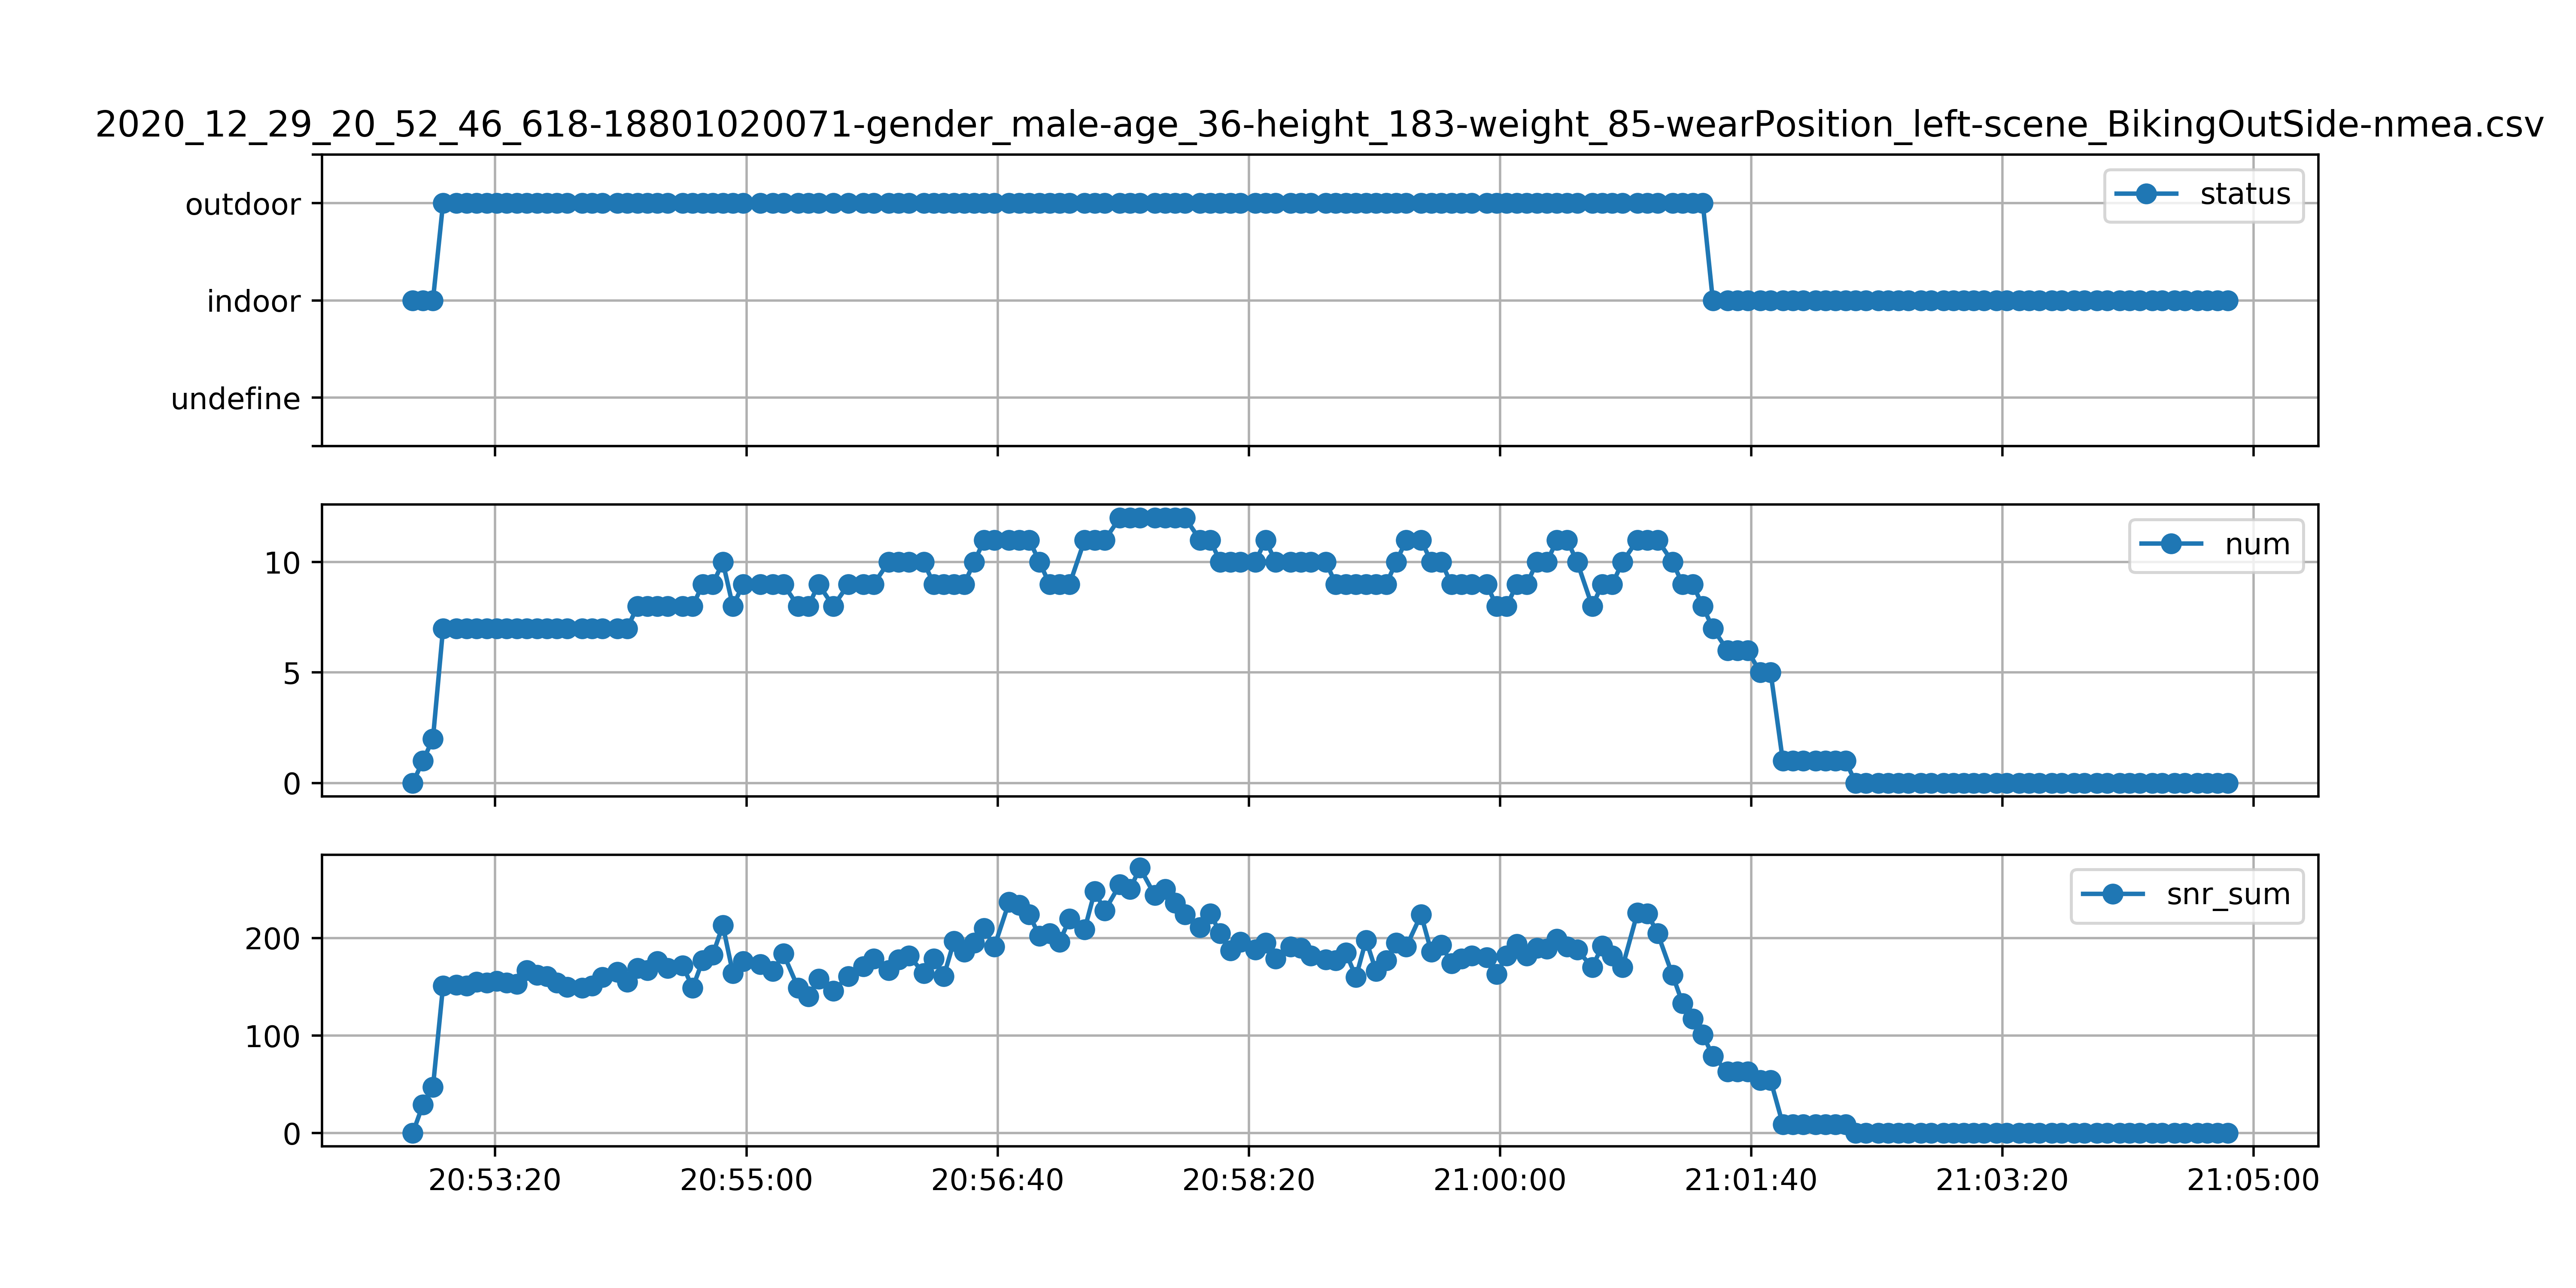 2020_12_29_20_52_46_618-18801020071-gender_male-age_36-height_183-weight_85-wearPosition_left-scene_BikingOutSide-nmea.csv
outdoor
indoor
undefine
status
10
5
0
num
200
100
0
snr_sum
20:53:20 20:55:00 20:56:40 20:58:20 21:00:00 21:01:40 21:03:20 21:05:00